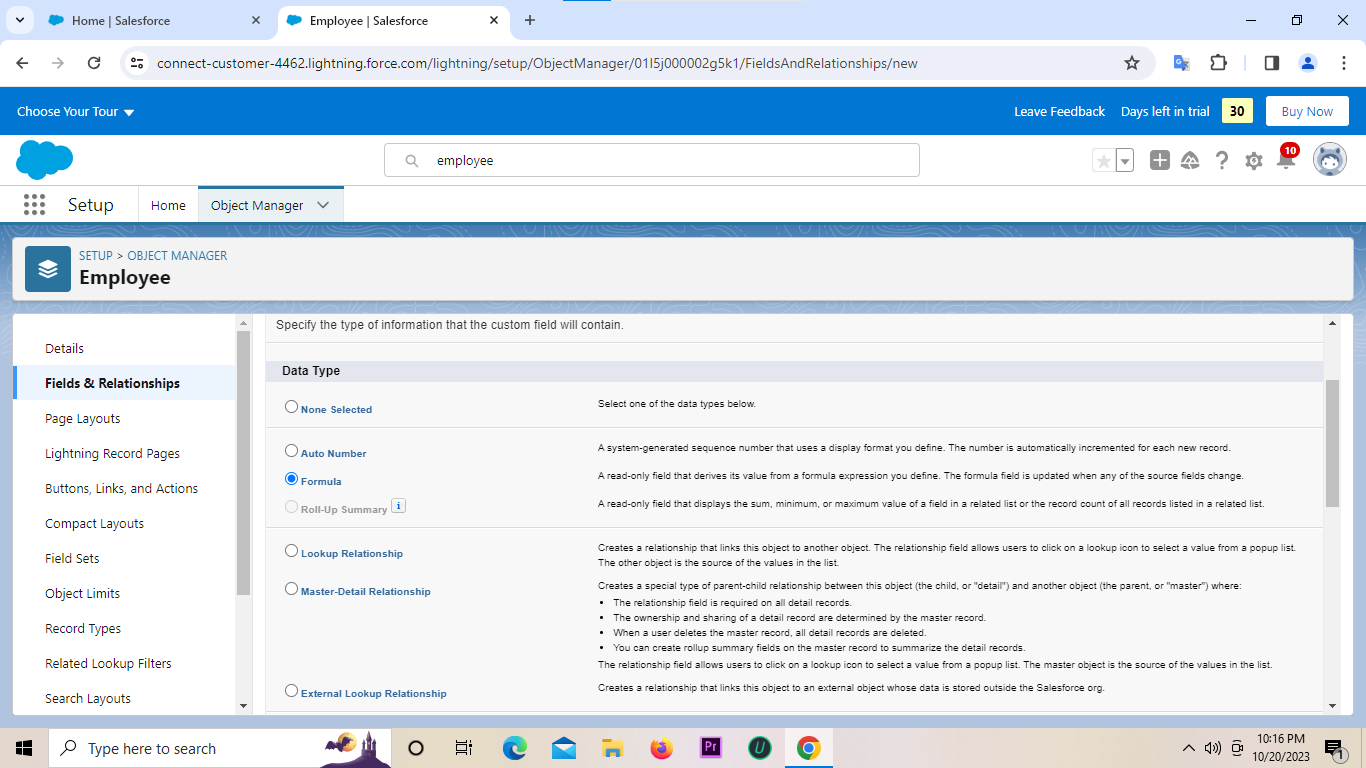 Home | Salesforce
Employee | Salesforce
connect-customer-4462.lightning.force.com/lightning/setup/ObjectManager/01I5j000002g5k1/FieldsAndRelationships/new
Choose Your Tour
Leave Feedback
Days left in trial
30
Buy Now
employee
10
Setup
Home
Object Manager
SETUP > OBJECT MANAGER
Employee
Details
Fields & Relationships
Page Layouts
Lightning Record Pages
Buttons, Links, and Actions
Compact Layouts
Field Sets
Object Limits
Record Types
Related Lookup Filters
Search Layouts
Specify the type of information that the custom field will contain.
Data Type
None Selected
Select one of the data types below.
Auto Number
A system-generated sequence number that uses a display format you define. The number is automatically incremented for each new record.
Formula
A read-only field that derives its value from a formula expression you define. The formula field is updated when any of the source fields change.
Roll-Up Summary
i
A read-only field that displays the sum, minimum, or maximum value of a field in a related list or the record count of all records listed in a related list.
Lookup Relationship
Creates a relationship that links this object to another object. The relationship field allows users to click on a lookup icon to select a value from a popup list.
The other object is the source of the values in the list.
Master-Detail Relationship
Creates a special type of parent-child relationship between this object (the child, or "detail") and another object (the parent, or "master") where:
• The relationship field is required on all detail records.
• The ownership and sharing of a detail record are determined by the master record.
• When a user deletes the master record, all detail records are deleted.
• You can create rollup summary fields on the master record to summarize the detail records.
The relationship field allows users to click on a lookup icon to select a value from a popup list. The master object is the source of the values in the list.
External Lookup Relationship
Creates a relationship that links this object to an external object whose data is stored outside the Salesforce org.
Type here to search
Pr
U
10:16 PM
10/20/2023
1